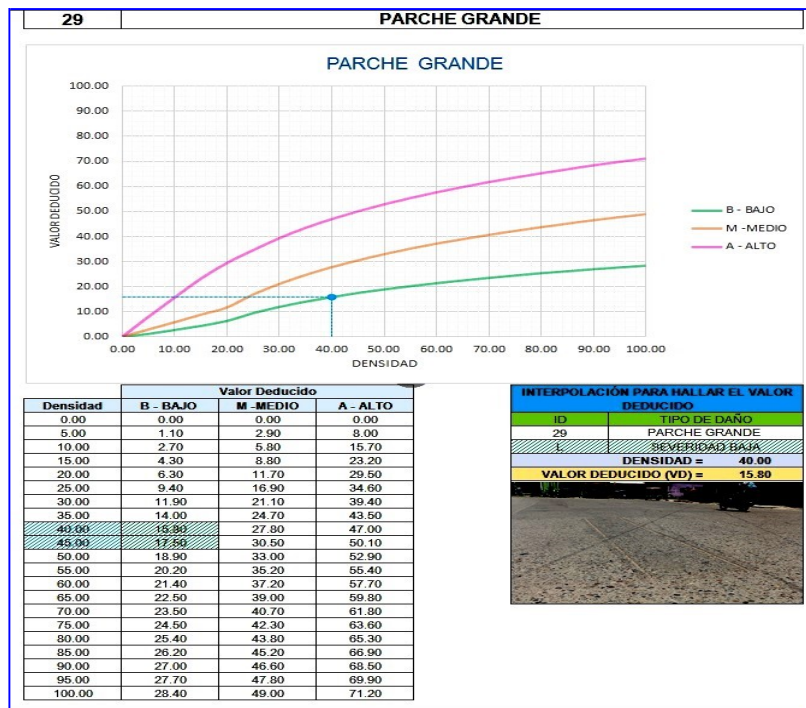 29 PARCHE GRANDE
PARCHE GRANDE
100.00
90.00
80.00
70.00
60.00
50.00
40.00
30.00
20.00
10.00
0.00
VALOR DEDUCIDO
0.00 10.00 20.00 30.00 40.00 50.00 60.00 70.00 80.00 90.00 100.00
DENSIDAD
B - BAJO
M -MEDIO
A - ALTO
Valor Deducido
Densidad B - BAJO M -MEDIO A - ALTO
0.00 0.00 0.00 0.00
5.00 1.10 2.90 8.00
10.00 2.70 5.80 15.70
15.00 4.30 8.80 23.20
20.00 6.30 11.70 29.50
25.00 9.40 16.90 34.60
30.00 11.90 21.10 39.40
35.00 14.00 24.70 43.50
40.00 15.80 27.80 47.00
45.00 17.50 30.50 50.10
50.00 18.90 33.00 52.90
55.00 20.20 35.20 55.40
60.00 21.40 37.20 57.70
65.00 22.50 39.00 59.80
70.00 23.50 40.70 61.80
75.00 24.50 42.30 63.60
80.00 25.40 43.80 65.30
85.00 26.20 45.20 66.90
90.00 27.00 46.60 68.50
95.00 27.70 47.80 69.90
100.00 28.40 49.00 71.20
INTERPOLACIÓN PARA HALLAR EL VALOR
DEDUCIDO
ID TIPO DE DAÑO
29 PARCHE GRANDE
L SEVERIDAD BAJA
DENSIDAD = 40.00
VALOR DEDUCIDO (VD) = 15.80